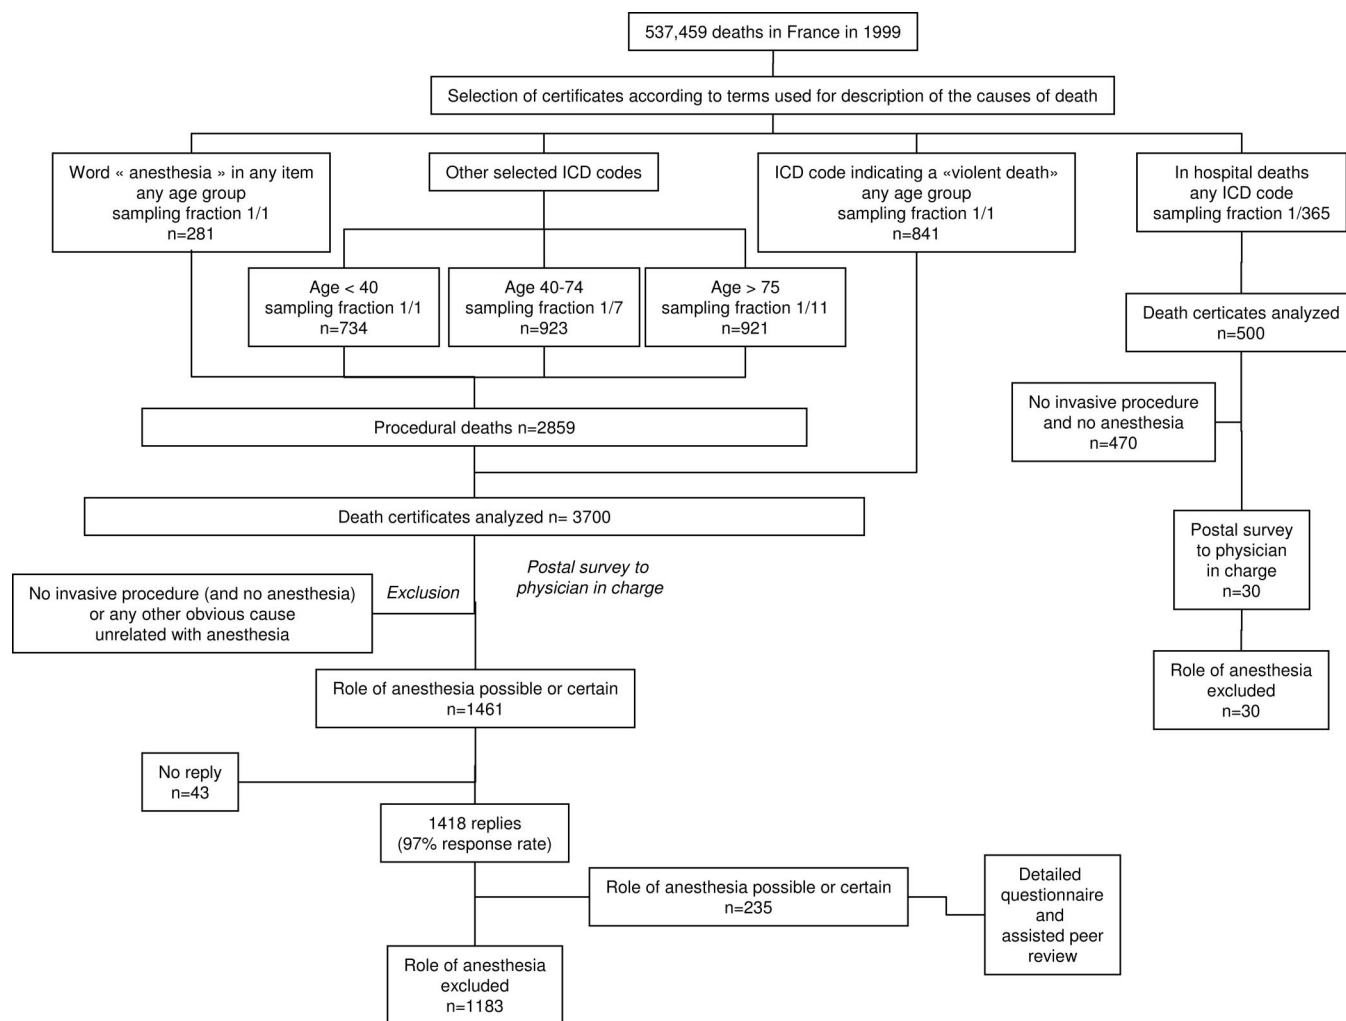 537,459 deaths in France in 1999
Selection of certificates according to terms used for description of the causes of death
Word « anesthesia » in any item
any age group
sampling fraction 1/1
n=281
Other selected ICD codes
ICD code indicating a «violent death»
any age group
sampling fraction 1/1
n=841
In hospital deaths
any ICD code
sampling fraction 1/365
Age < 40
sampling fraction 1/1
n=734
Age 40-74
sampling fraction 1/7
n=923
Age > 75
sampling fraction 1/11
n=921
Death certicates analyzed
n=500
No invasive procedure
and no anesthesia
n=470
Procedural deaths n=2859
Death certificates analyzed n= 3700
Postal survey
to physician
in charge
n=30
Postal survey to
physician in charge
Exclusion
No invasive procedure (and no anesthesia)
or any other obvious cause
unrelated with anesthesia
Role of anesthesia
excluded
n=30
Role of anesthesia possible or certain
n=1461
No reply
n=43
1418 replies
(97% response rate)
Role of anesthesia possible or certain
n=235
Detailed
questionnaire
and
assisted peer
review
Role of anesthesia
excluded
n=1183